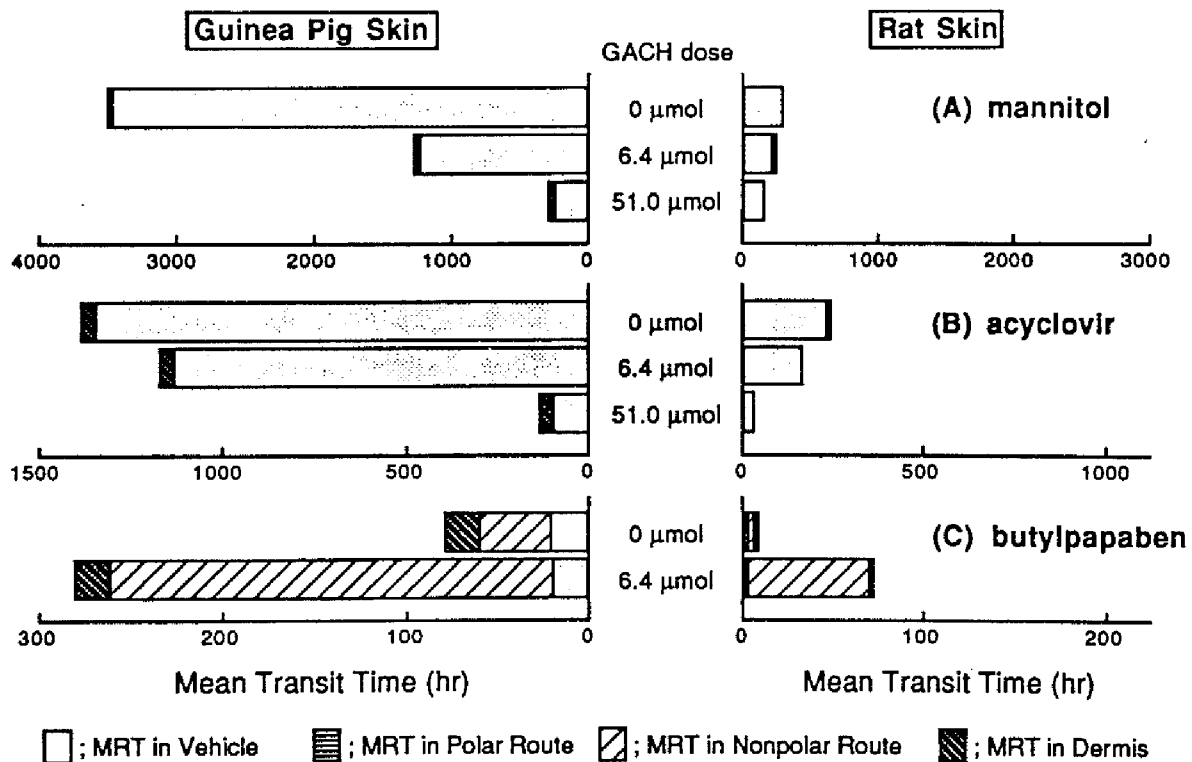 Guinea Pig Skin
Rat Skin
GACH dose
0 μmol
(A) mannitol
6.4 μmol
51.0 μmol
4000 3000 2000 1000 0 0 1000 2000 3000
0 μmol
(B) acyclovir
6.4 μmol
51.0 μmol
1500 1000 500 0 0 500 1000
0 μmol
(C) butylpapaben
6.4 μmol
300 200 100 0 0 100 200
Mean Transit Time (hr) Mean Transit Time (hr)
; MRT in Vehicle ; MRT in Polar Route ; MRT in Nonpolar Route ; MRT in Dermis